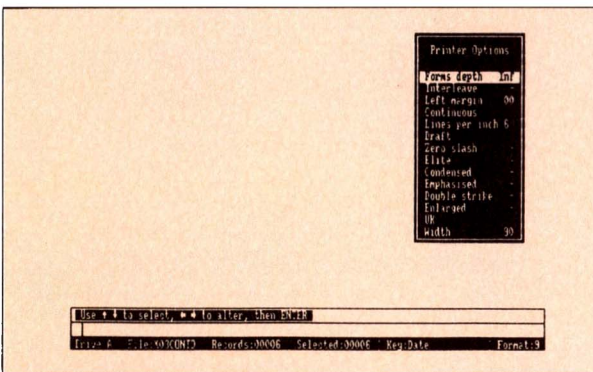 Printer Options
Forms depth Inf
Interleave -
Left margin 00
Continuous
Lines per inch 6
Draft
Zero slash -
Elite -
Condensed -
Emphasised -
Double strike -
Enlarged -
UK
Width 90
Use ↑ ↓ to select, to alter, then ENTER
Drive A Records:00006 Selected:00006 Key:Date Format:9